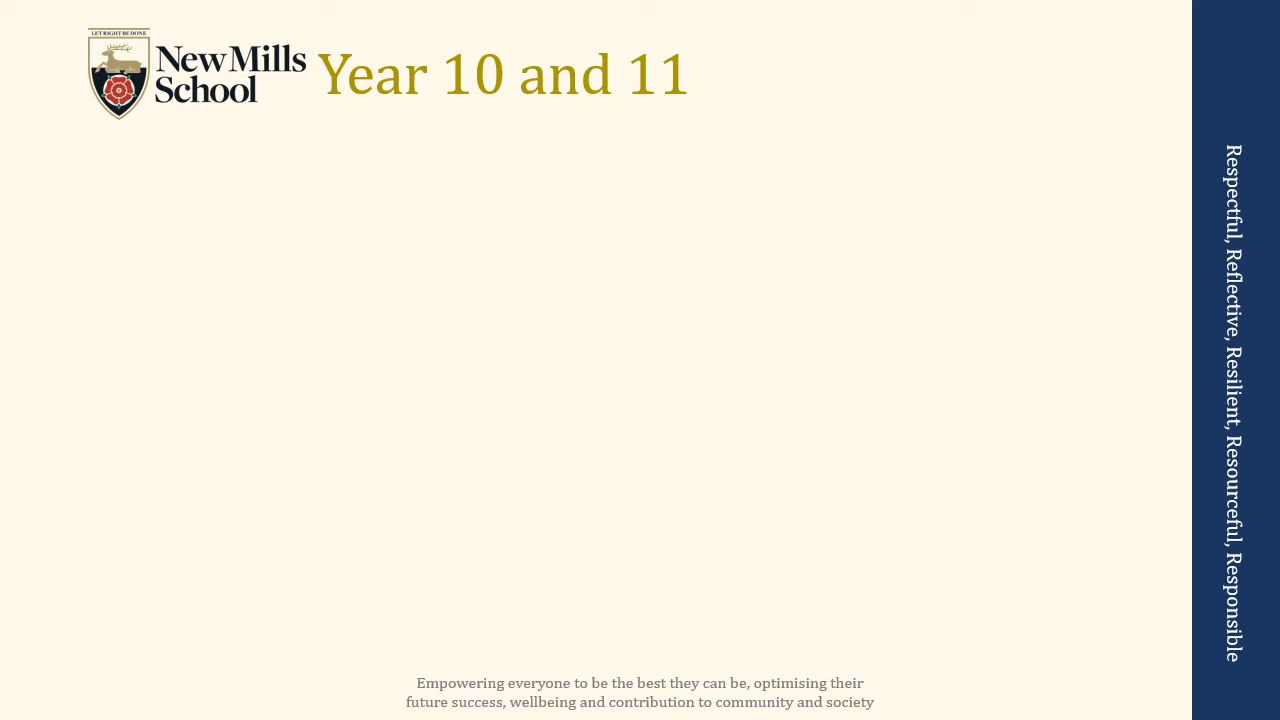 LET RIGHT BE DONE
New Mills
School
Year 10 and 11
Respectful, Reflective, Resilient, Resourceful, Responsible
Empowering everyone to be the best they can be, optimising their
future success, wellbeing and contribution to community and society